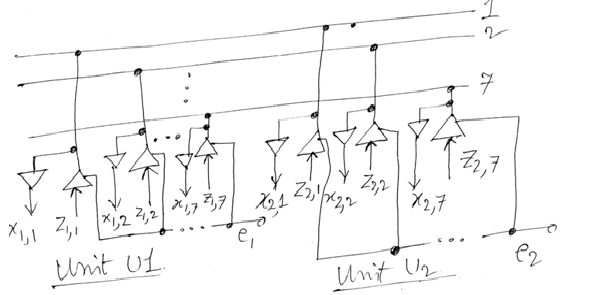 1
2
7
x1,1 z1,1 x1,2 z1,2 x1,7 z1,7 x2,1 z2,1 x2,2 z2,2 x2,7 z2,7
e1 e2
Unit U1 Unit U2